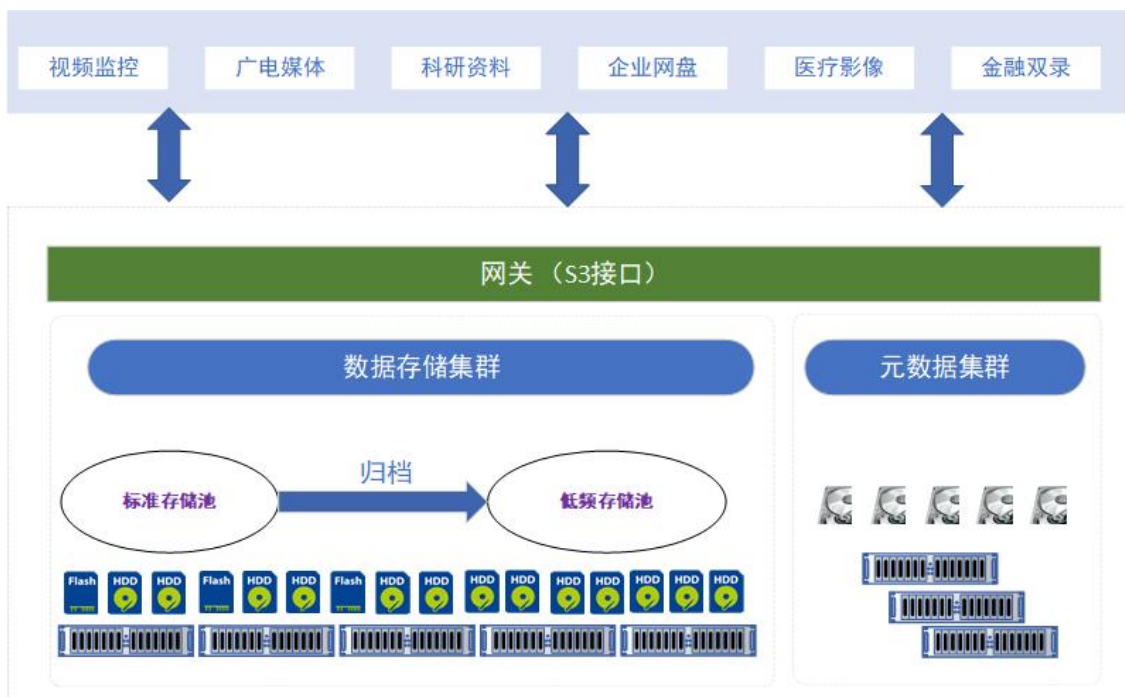 视频监控 广电媒体 科研资料 企业网盘 医疗影像 金融双录
网关 （S3接口）
数据存储集群 元数据集群
归档
标准存储池 低频存储池
Flash HDD HDD Flash HDD HDD Flash HDD HDD HDD HDD HDD HDD HDD HDD HDD